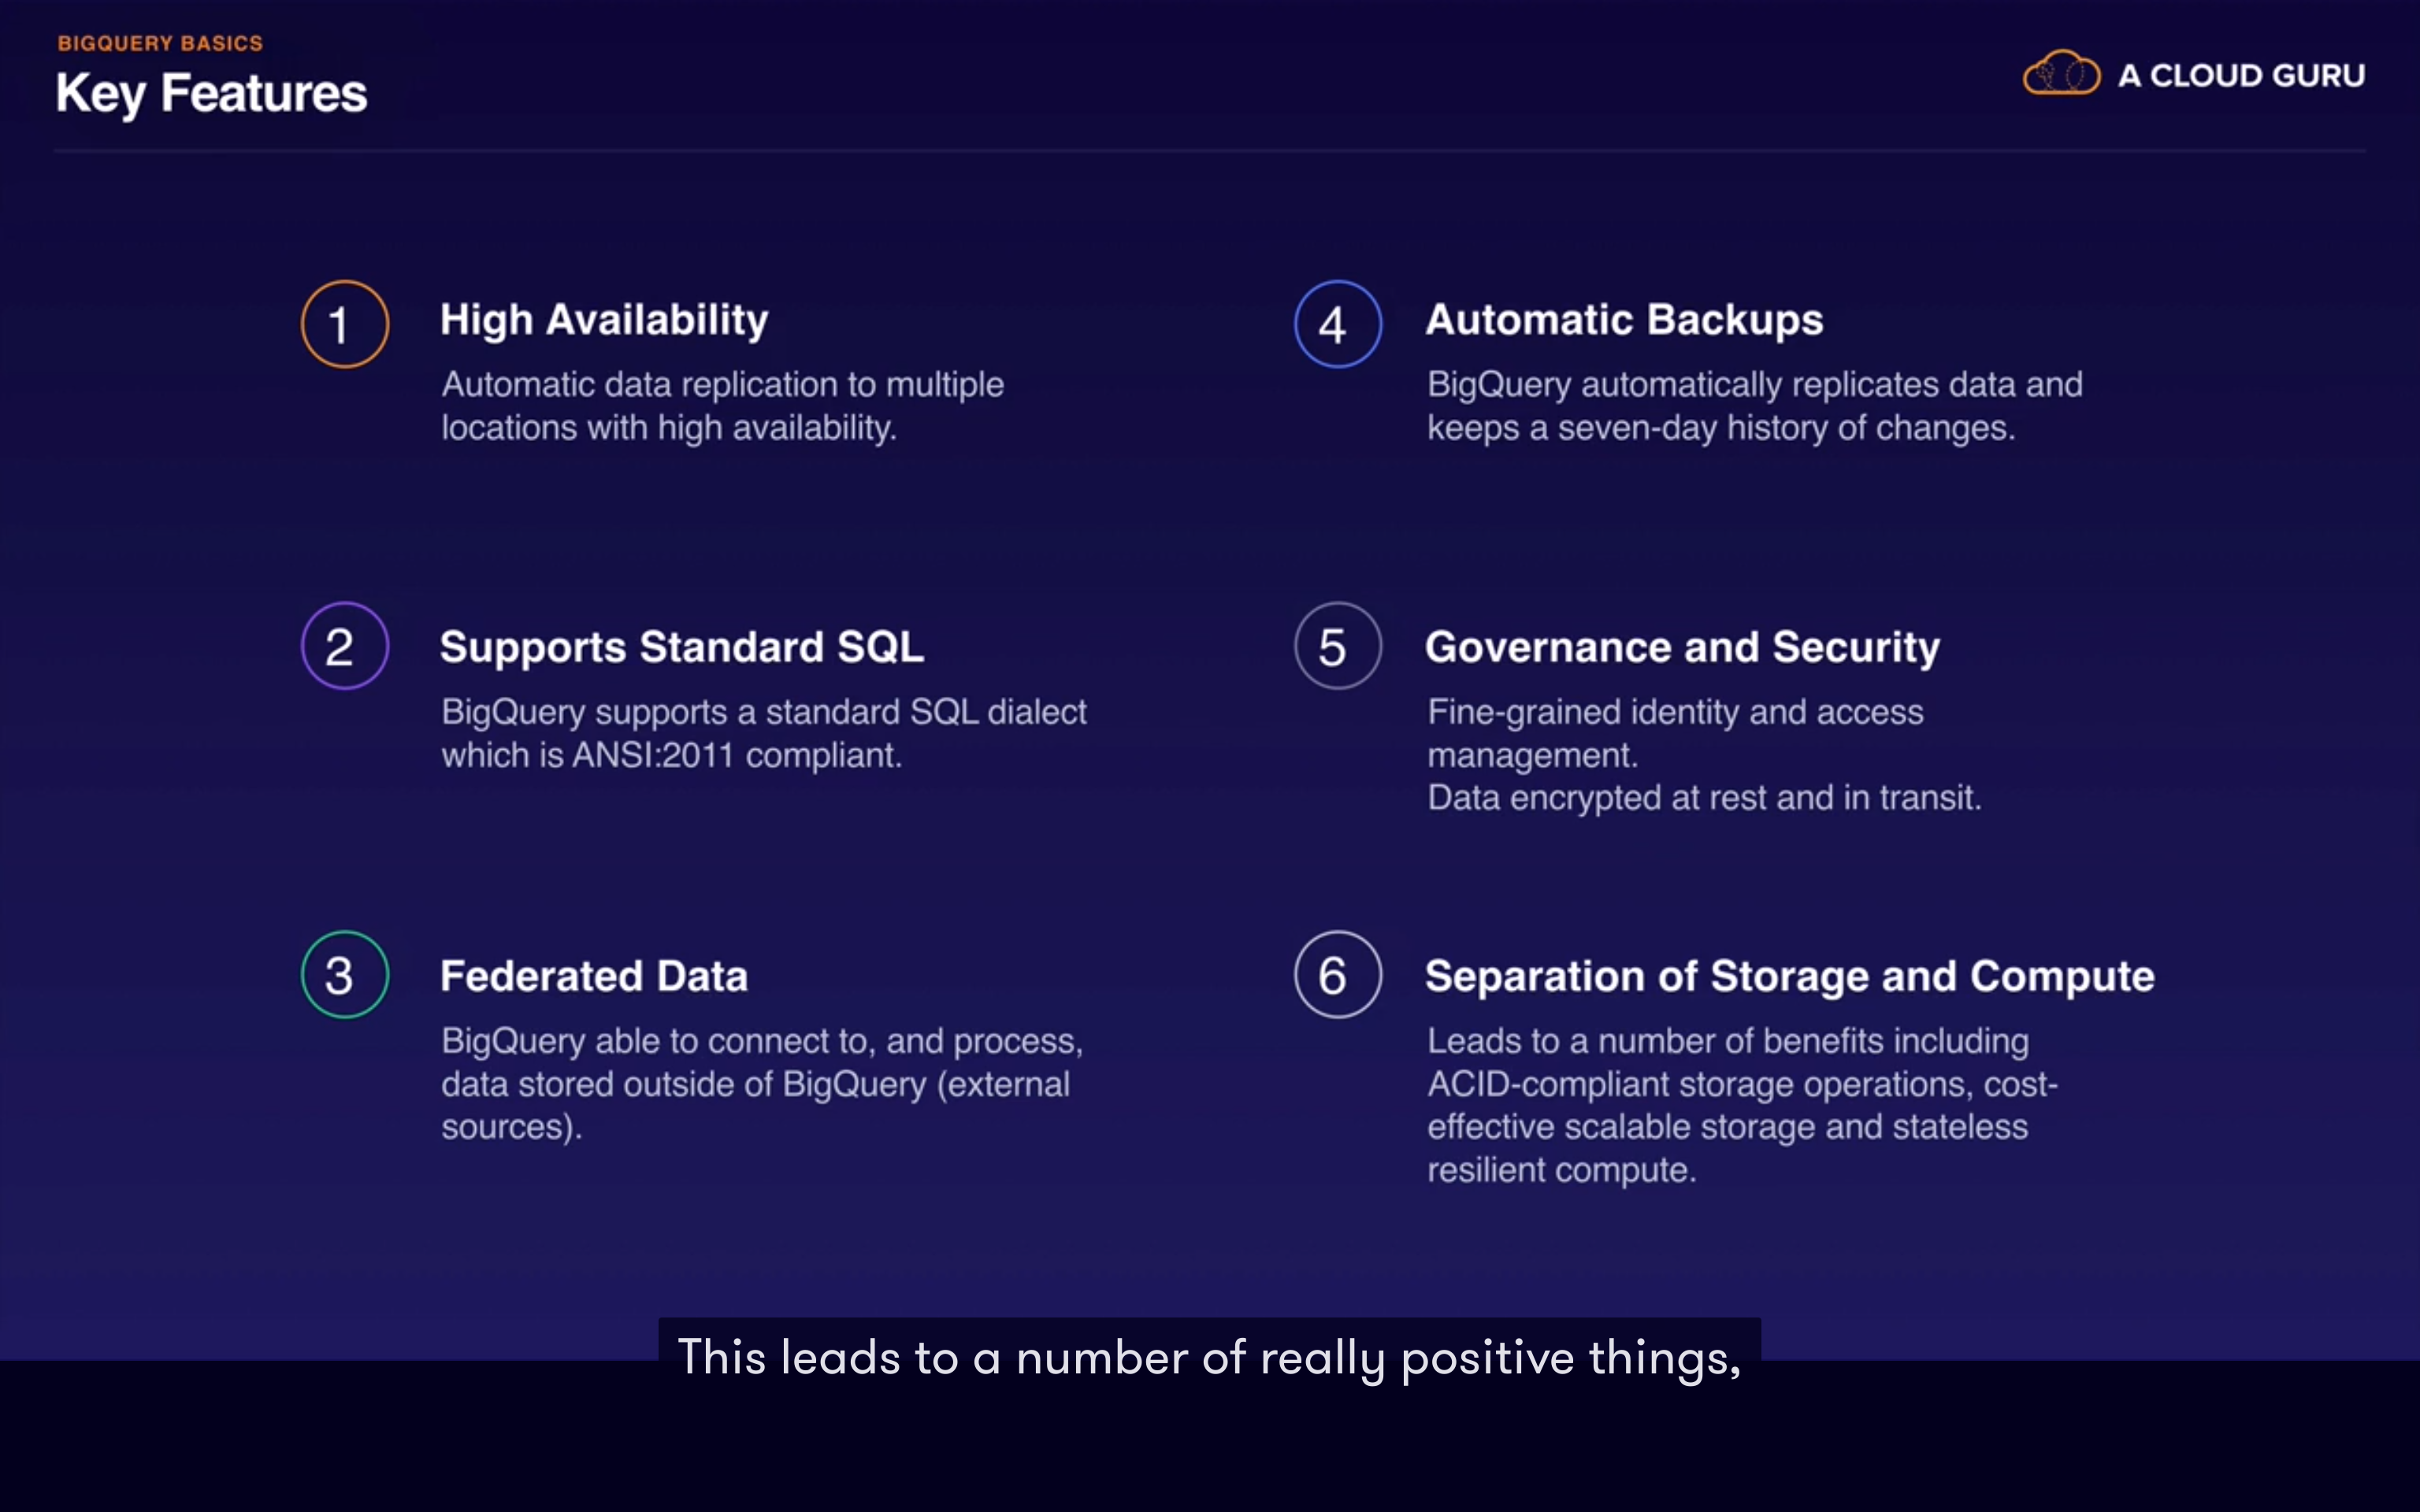 BIGQUERY BASICS
Key Features
A CLOUD GURU
1
High Availability
Automatic data replication to multiple
locations with high availability.
2
Supports Standard SQL
BigQuery supports a standard SQL dialect
which is ANSI:2011 compliant.
3
Federated Data
BigQuery able to connect to, and process,
data stored outside of BigQuery (external
sources).
4
Automatic Backups
BigQuery automatically replicates data and
keeps a seven-day history of changes.
5
Governance and Security
Fine-grained identity and access
management.
Data encrypted at rest and in transit.
6
Separation of Storage and Compute
Leads to a number of benefits including
ACID-compliant storage operations, cost-
effective scalable storage and stateless
resilient compute.
This leads to a number of really positive things,